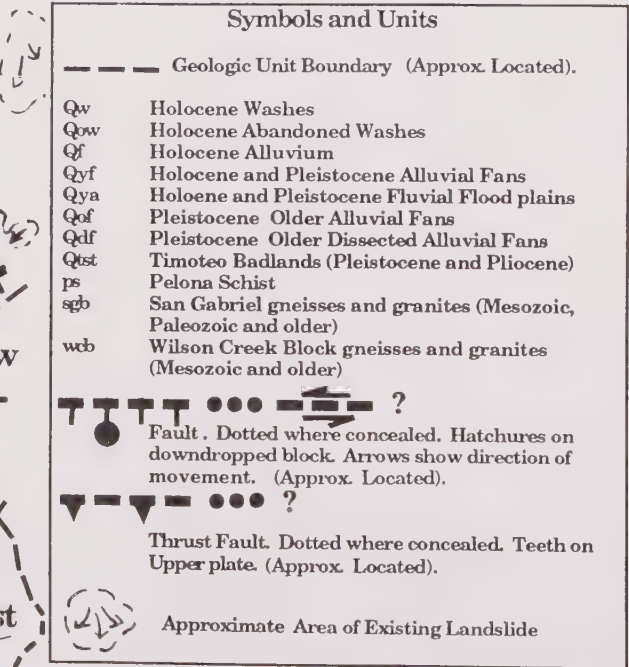 Symbols and Units
Geologic Unit Boundary (Approx. Located).
Qw Holocene Washes
Qow Holocene Abandoned Washes
Qf Holocene Alluvium
Qyf Holocene and Pleistocene Alluvial Fans
Qya Holoene and Pleistocene Fluvial Flood plains
Qof Pleistocene Older Alluvial Fans
Qdf Pleistocene Older Dissected Alluvial Fans
Qtst Timoteo Badlands (Pleistocene and Pliocene)
ps Pelona Schist
sgb San Gabriel gneisses and granites (Mesozoic,
Paleozoic and older)
wcb Wilson Creek Block gneisses and granites
(Mesozoic and older)
?
Fault . Dotted where concealed. Hatchures on
downdropped block. Arrows show direction of
movement. (Approx. Located).
?
Thrust Fault. Dotted where concealed. Teeth on
Upper plate. (Approx. Located).
Approximate Area of Existing Landslide